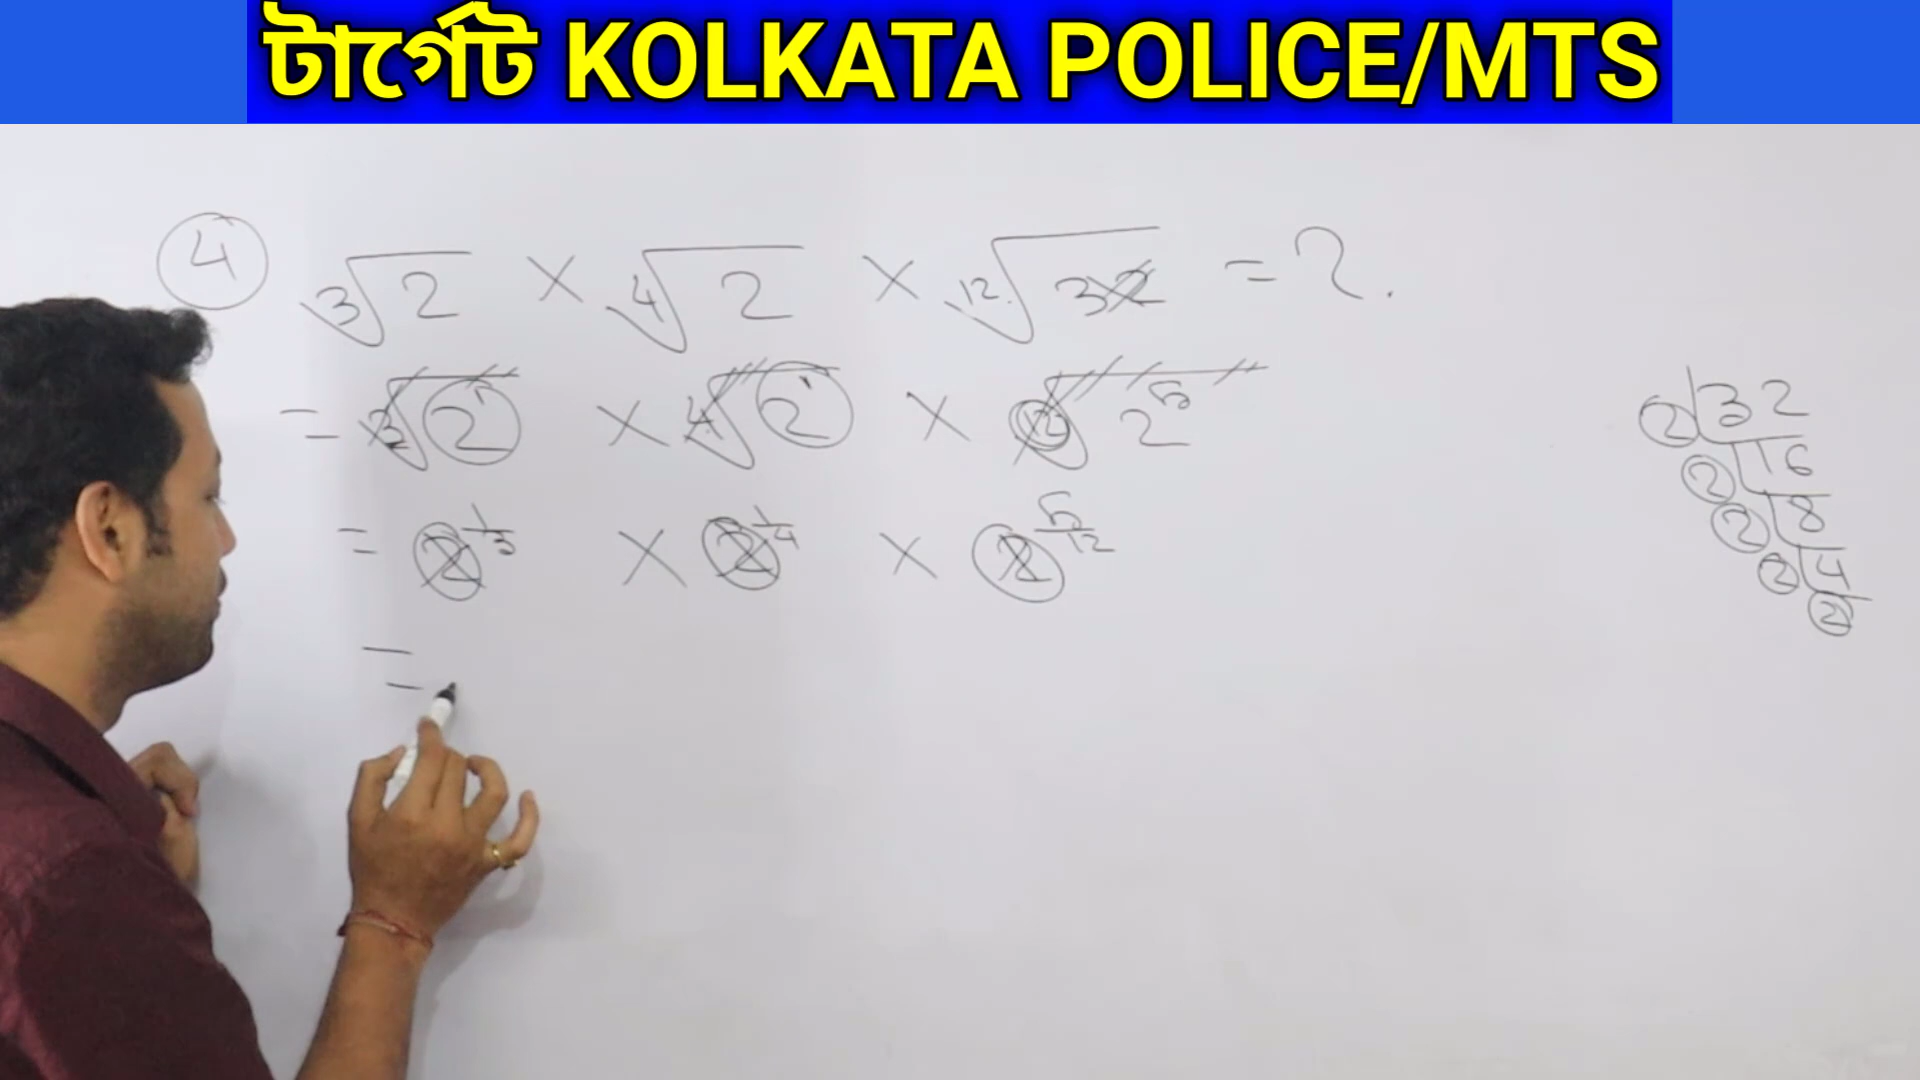 টার্গেট KOLKATA POLICE/MTS
4
∛2 × ∜2 × ¹²√32 = ?.
= ∛2¹ × ∜2¹ × ¹²√2⁵
= 2^1/3 × 2^1/4 × 2^5/12
=
2 | 32
2 | 16
2 | 8
2 | 4
2